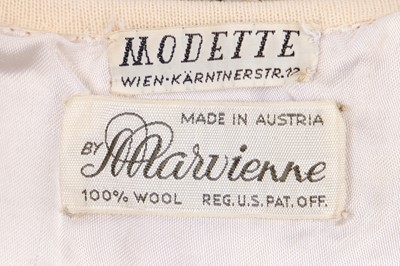 MODETTE
WIEN·KÄRNTNERSTR.12
MADE IN AUSTRIA
BY Marvienne
100% WOOL REG. U.S. PAT. OFF.